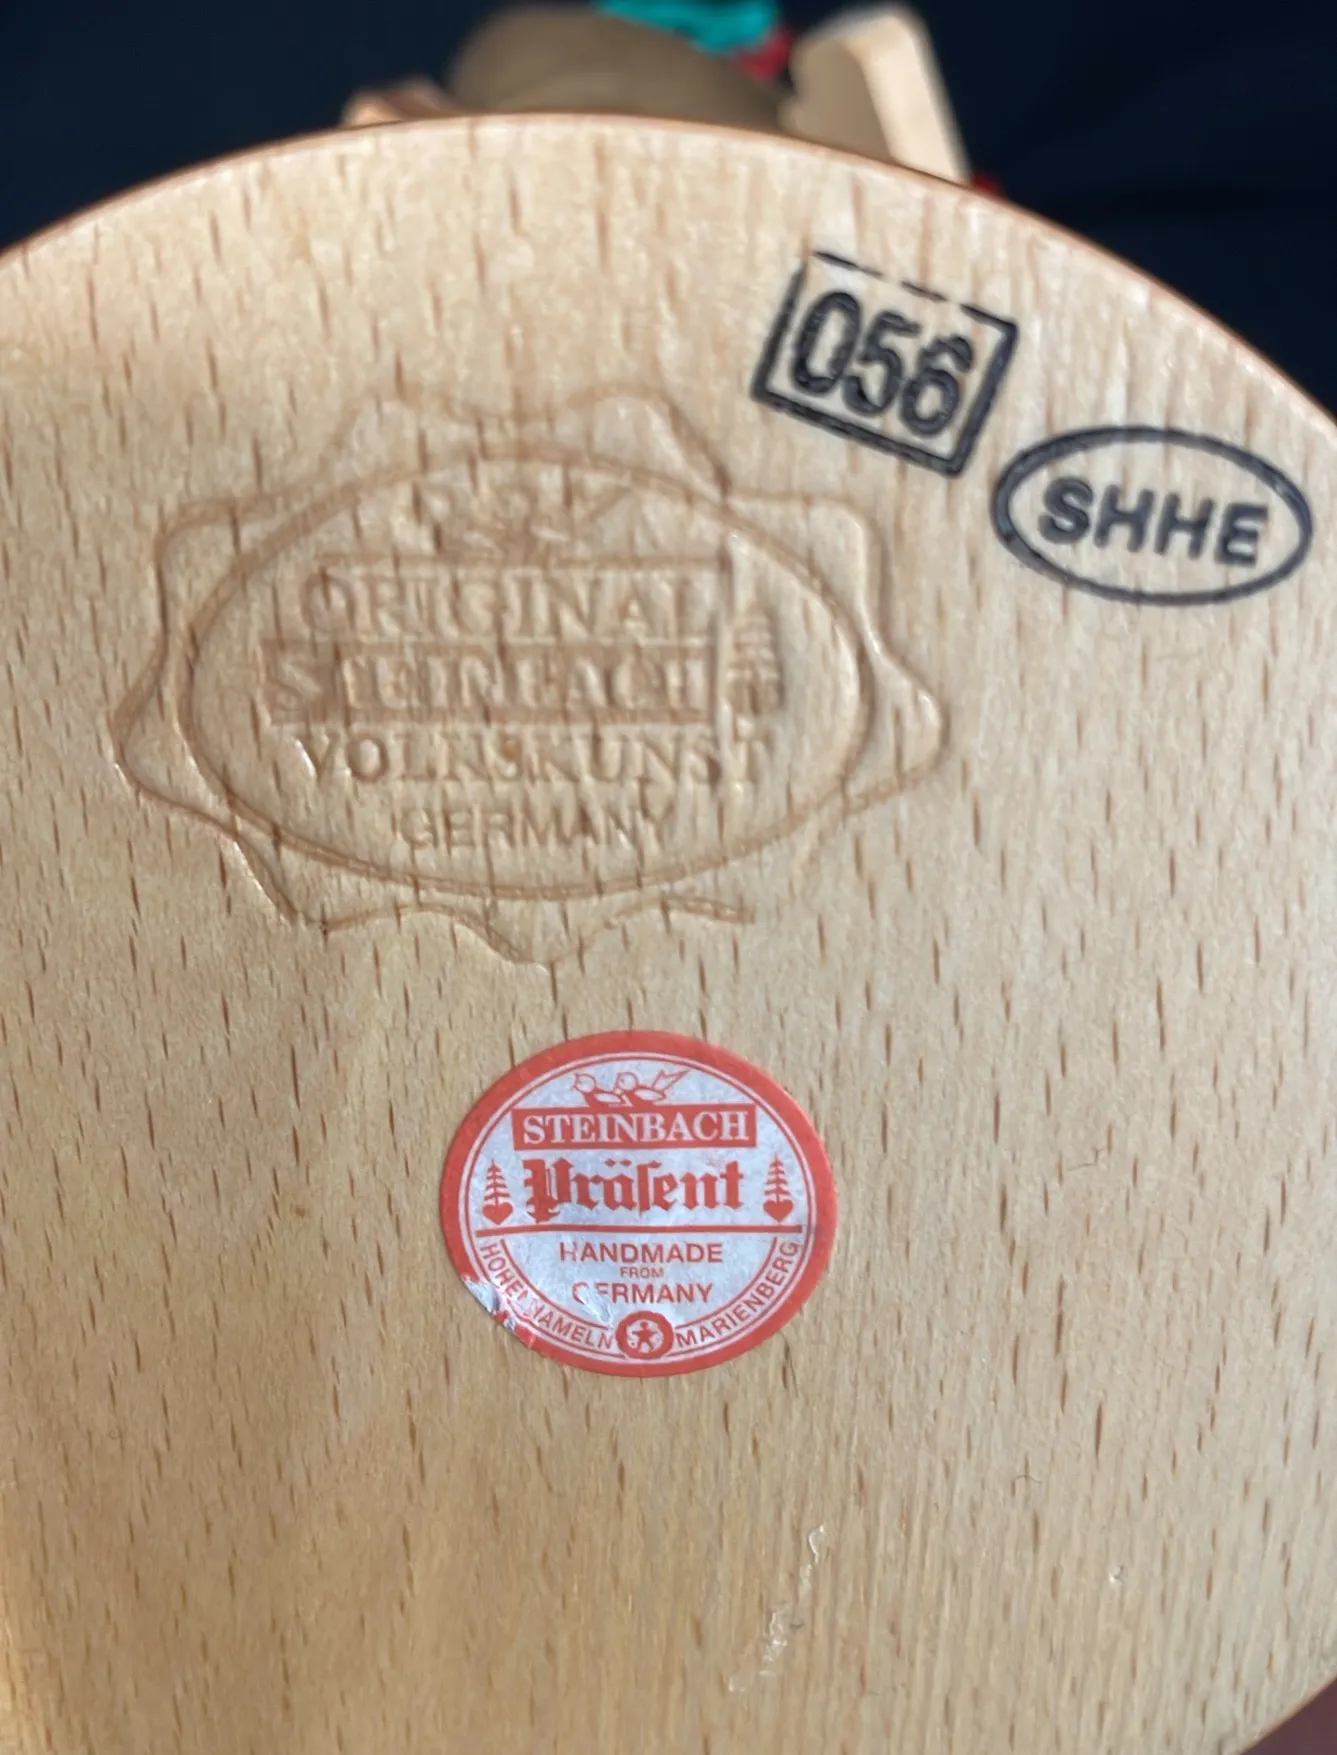 056
SHHE
ORIGINAL
STEINBACH
VOLKSKUNST
GERMANY
STEINBACH
Präſent
HANDMADE
FROM
GERMANY
HOHENHAMELN MARIENBERG